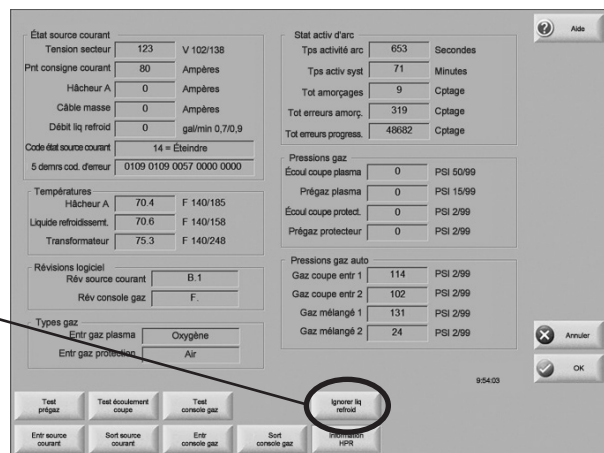 État source courant
Tension secteur 123 V 102/138
Pnt consigne courant 80 Ampères
Hâcheur A 0 Ampères
Câble masse 0 Ampères
Débit liq refroid 0 gal/min 0,7/0,9
Code état source courant 14 = Éteindre
5 demrs cod. d'erreur 0109 0109 0057 0000 0000
Températures
Hâcheur A 70.4 F 140/185
Liquide refroidissemt. 70.6 F 140/158
Transformateur 75.3 F 140/248
Révisions logiciel
Rév source courant B.1
Rév console gaz F.
Types gaz
Entr gaz plasma Oxygène
Entr gaz protection Air
Stat activ d'arc
Tps activité arc 653 Secondes
Tps activ syst 71 Minutes
Tot amorçages 9 Cptage
Tot erreurs amorç. 319 Cptage
Tot erreurs progress. 48682 Cptage
Pressions gaz
Écoul coupe plasma 0 PSI 50/99
Prégaz plasma 0 PSI 15/99
Écoul coupe protect. 0 PSI 2/99
Prégaz protecteur 0 PSI 2/99
Pressions gaz auto
Gaz coupe entr 1 114 PSI 2/99
Gaz coupe entr 2 102 PSI 2/99
Gaz mélangé 1 131 PSI 2/99
Gaz mélangé 2 24 PSI 2/99
Aide
Annuler
OK
9:54:03
Test prégaz
Test écoulement coupe
Test console gaz
Ignorer liq refroid
Entr source courant
Sort source courant
Entr console gaz
Sort console gaz
Information HPR